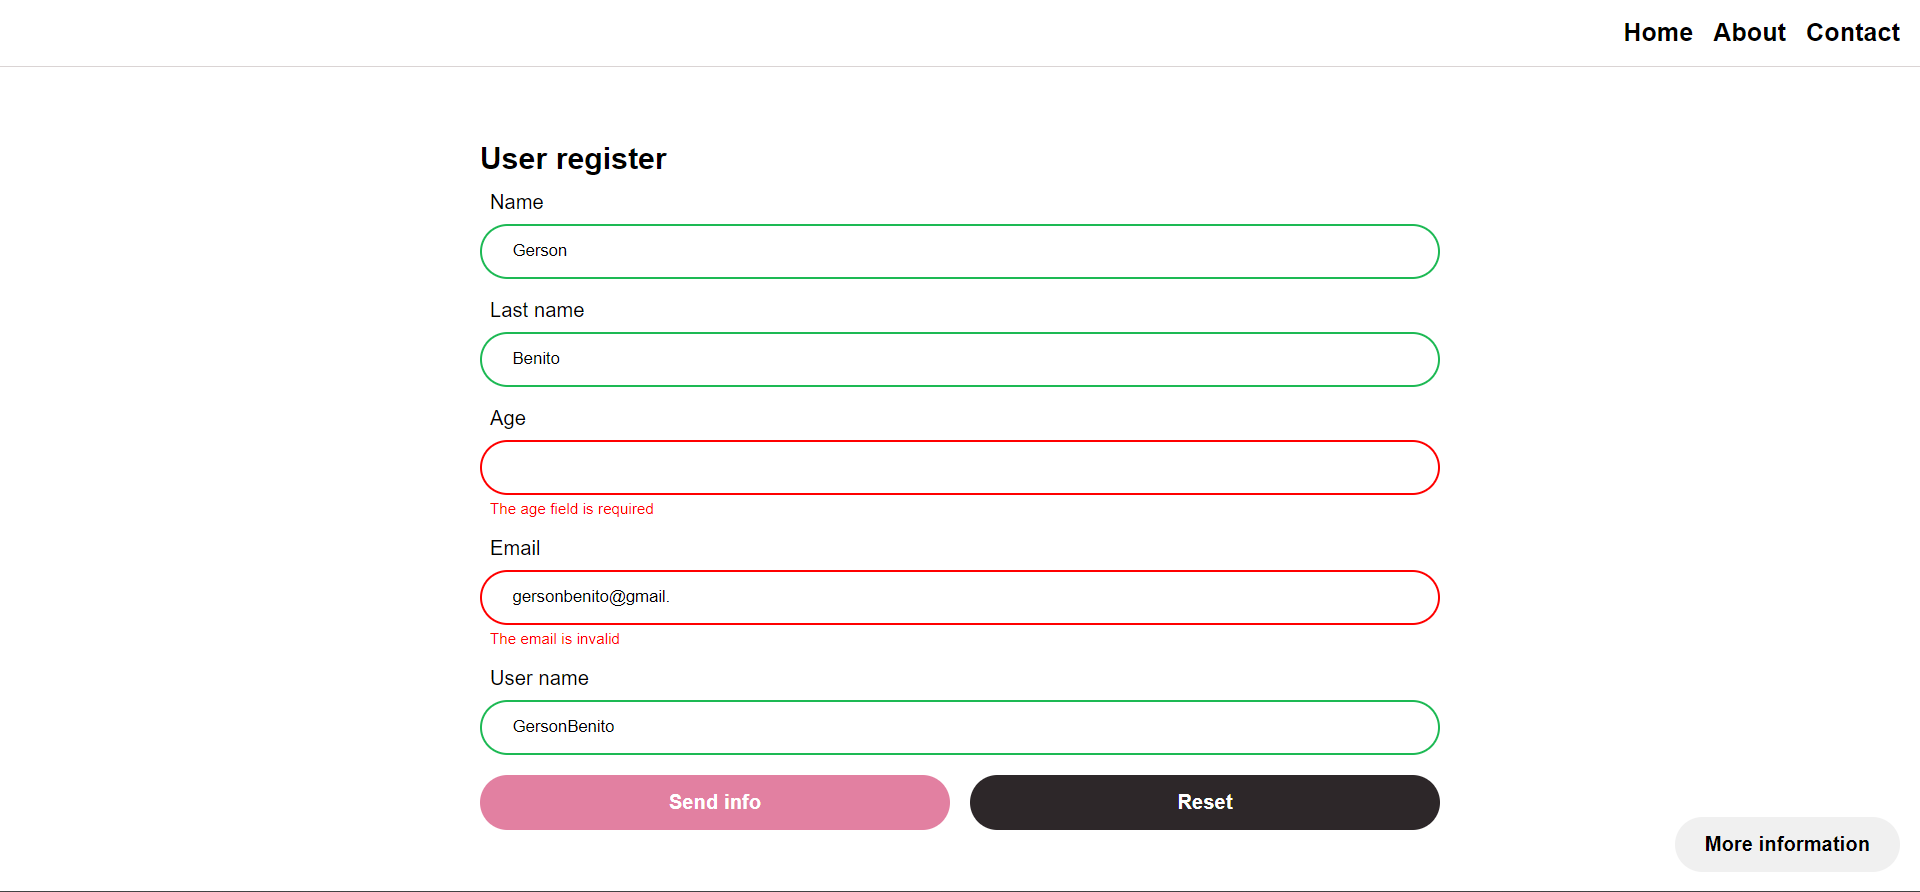 Home About Contact
User register
Name
Gerson
Last name
Benito
Age
The age field is required
Email
gersonbenito@gmail.
The email is invalid
User name
GersonBenito
Send info Reset
More information